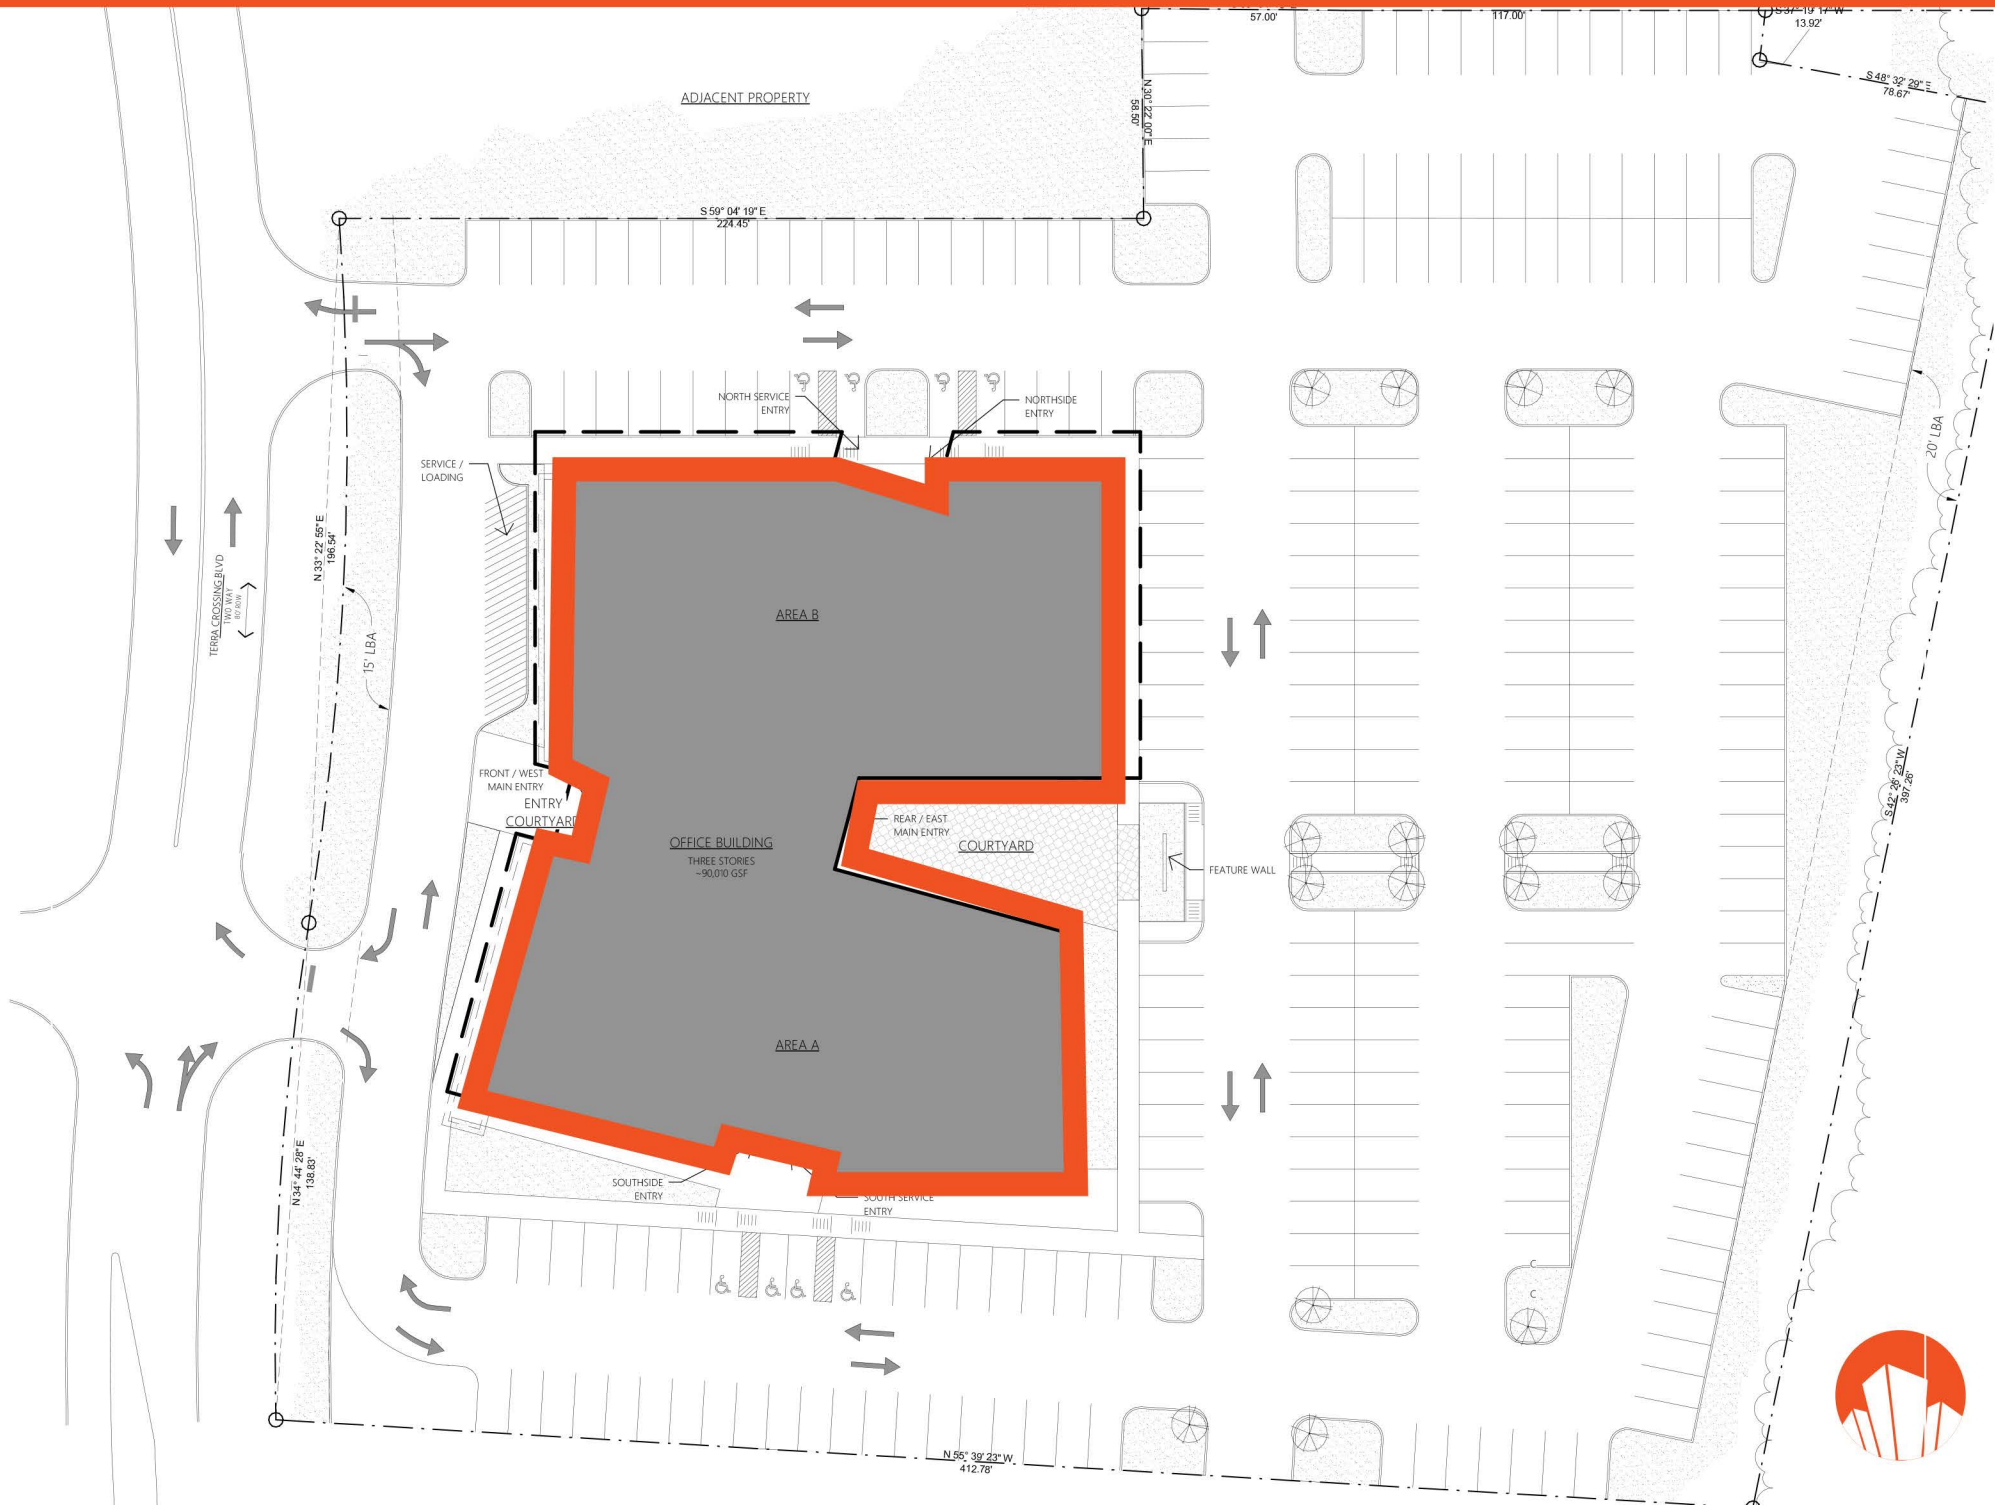 57.00'
117.00'
S 37° 19' 17" W
13.92'
S 48° 32' 29" E
78.67'
ADJACENT PROPERTY
N 30° 22' 00" E
58.50'
S 59° 04' 19" E
224.45'
NORTH SERVICE
ENTRY
NORTHSIDE
ENTRY
SERVICE /
LOADING
20' LBA
N 33° 22' 55" E
196.54'
TERRA CROSSING BLVD
TWO WAY
15' LBA
AREA B
FRONT / WEST
MAIN ENTRY
ENTRY
COURTYARD
REAR / EAST
MAIN ENTRY
COURTYARD
OFFICE BUILDING
THREE STORIES
~90,010 GSF
FEATURE WALL
S 42° 26' 23" W
397.26'
AREA A
N 34° 44' 28" E
138.83'
SOUTHSIDE
ENTRY
SOUTH SERVICE
ENTRY
C
C
N 55° 39' 23" W
412.78'